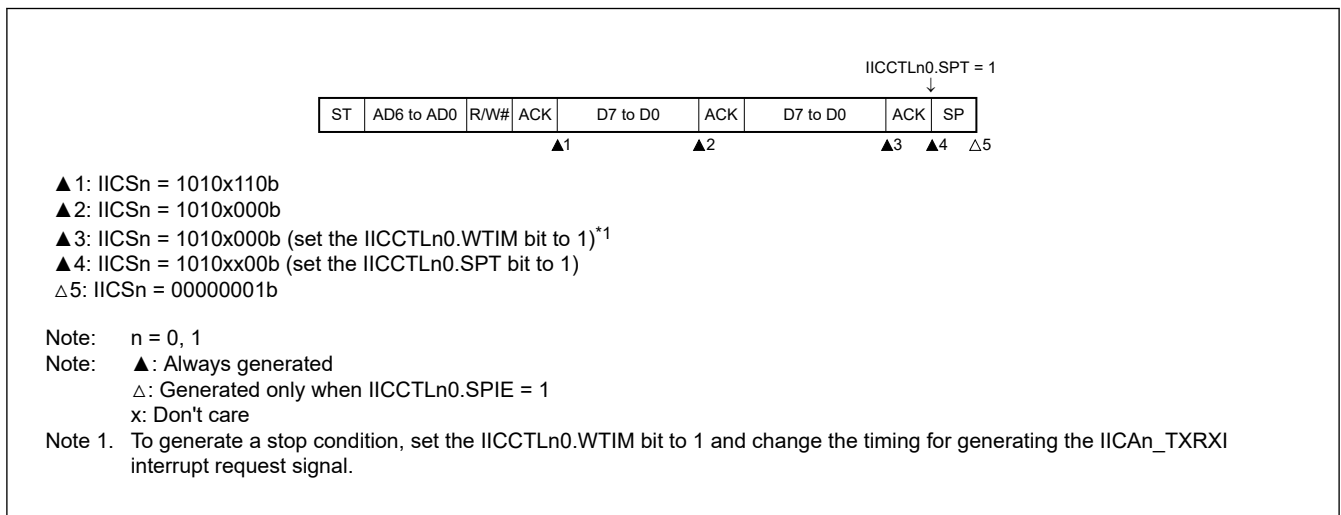 IICCTLn0.SPT = 1
↓
ST AD6 to AD0 R/W# ACK D7 to D0 ACK D7 to D0 ACK SP
▲1 ▲2 ▲3 ▲4 △5
▲1: IICSn = 1010x110b
▲2: IICSn = 1010x000b
▲3: IICSn = 1010x000b (set the IICCTLn0.WTIM bit to 1)*1
▲4: IICSn = 1010xx00b (set the IICCTLn0.SPT bit to 1)
△5: IICSn = 00000001b
Note: n = 0, 1
Note: ▲: Always generated
△: Generated only when IICCTLn0.SPIE = 1
x: Don't care
Note 1. To generate a stop condition, set the IICCTLn0.WTIM bit to 1 and change the timing for generating the IICAn_TXRXI
interrupt request signal.